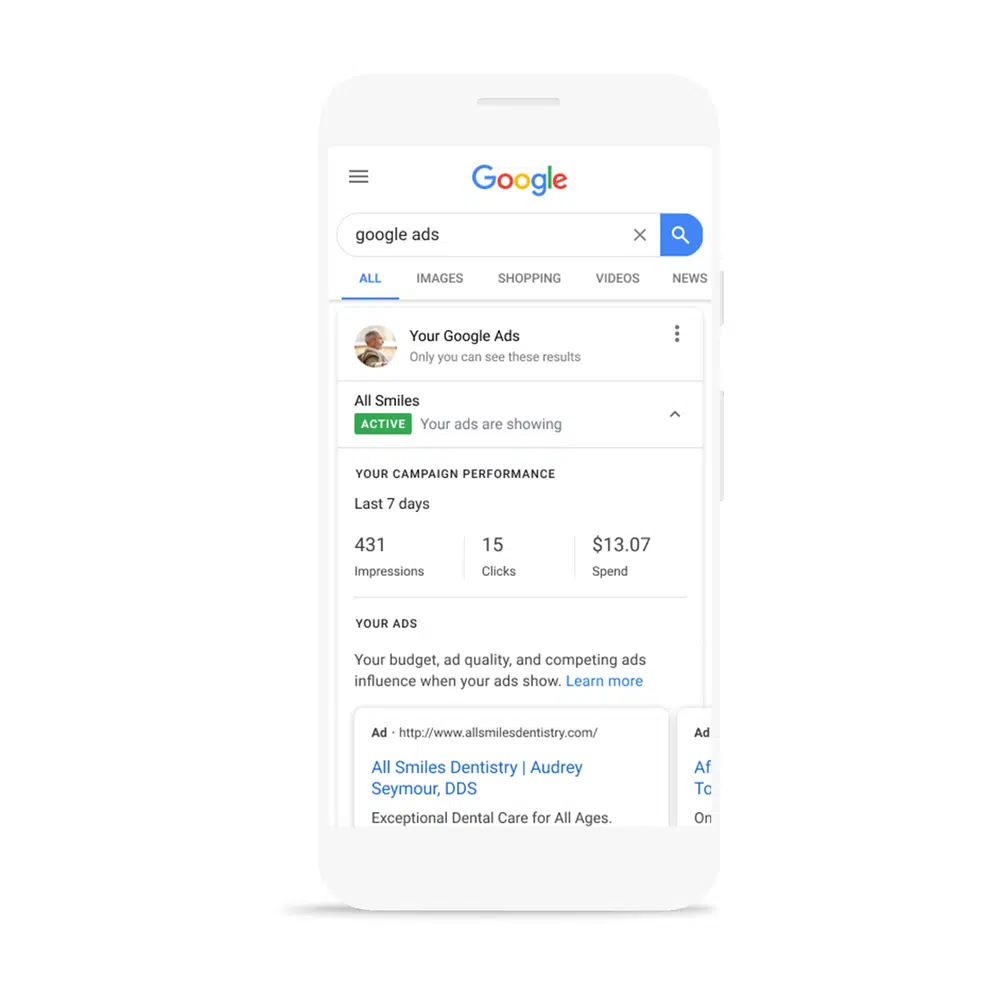 Google
google ads
ALL IMAGES SHOPPING VIDEOS NEWS
Your Google Ads
Only you can see these results
All Smiles
ACTIVE Your ads are showing
YOUR CAMPAIGN PERFORMANCE
Last 7 days
431 15 $13.07
Impressions Clicks Spend
YOUR ADS
Your budget, ad quality, and competing ads
influence when your ads show. Learn more
Ad · http://www.allsmilesdentistry.com/ Ad
All Smiles Dentistry | Audrey Af
Seymour, DDS To
Exceptional Dental Care for All Ages. On